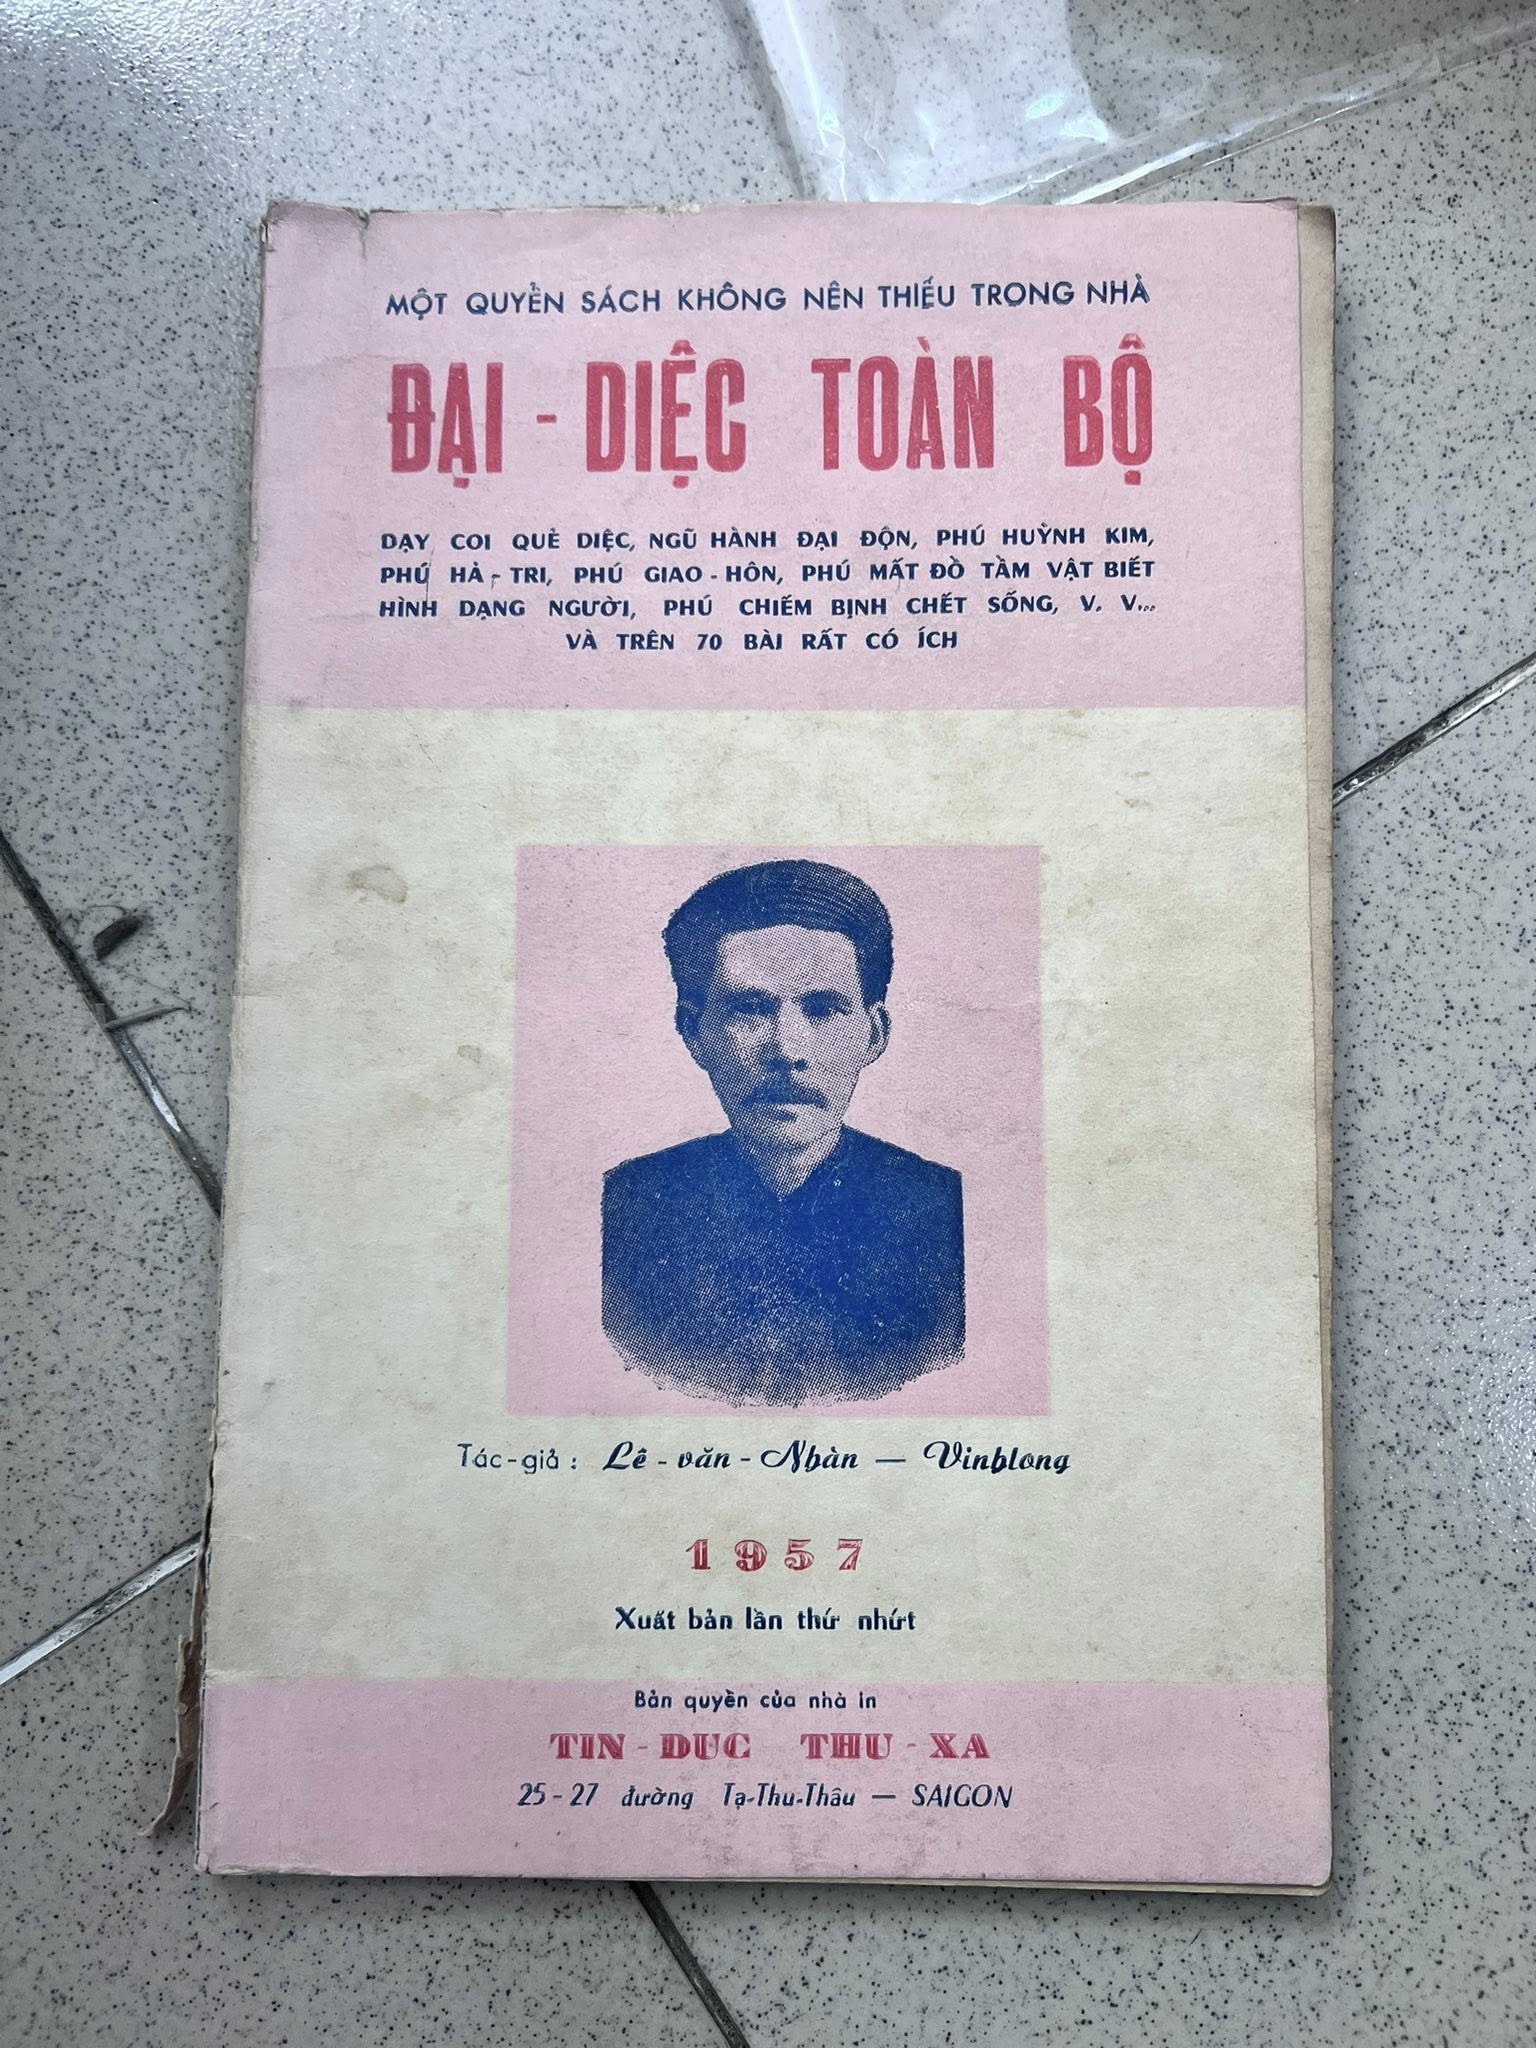 MỘT QUYỂN SÁCH KHÔNG NÊN THIẾU TRONG NHÀ
ĐẠI - DIỆC TOÀN BỘ
DẠY COI QUẺ DIỆC, NGŨ HÀNH ĐẠI ĐỘN, PHÚ HUỲNH KIM,
PHÚ HÀ - TRI, PHÚ GIAO - HÔN, PHÚ MẤT ĐỒ TẦM VẬT BIẾT
HÌNH DẠNG NGƯỜI, PHÚ CHIẾM BỊNH CHẾT SỐNG, V. V...
VÀ TRÊN 70 BÀI RẤT CÓ ÍCH
Tác-giả : Lê - văn - Nhàn — Vinhlong
1957
Xuất bản lần thứ nhứt
Bản quyền của nhà in
TIN - DUC THU - XA
25 - 27 đường Tạ-Thu-Thâu — SAIGON